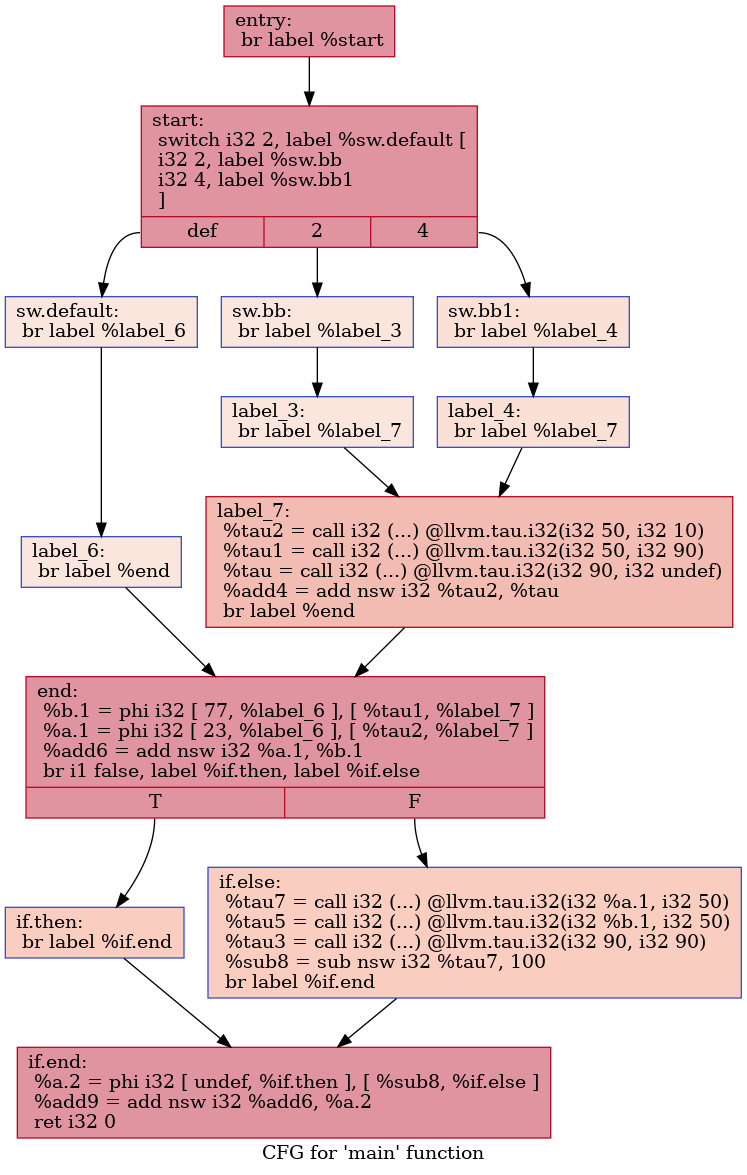 entry:
br label %start
start:
switch i32 2, label %sw.default [
i32 2, label %sw.bb
i32 4, label %sw.bb1
]
def 2 4
sw.default:
br label %label_6
sw.bb:
br label %label_3
sw.bb1:
br label %label_4
label_3:
br label %label_7
label_4:
br label %label_7
label_7:
%tau2 = call i32 (...) @llvm.tau.i32(i32 50, i32 10)
%tau1 = call i32 (...) @llvm.tau.i32(i32 50, i32 90)
%tau = call i32 (...) @llvm.tau.i32(i32 90, i32 undef)
%add4 = add nsw i32 %tau2, %tau
br label %end
label_6:
br label %end
end:
%b.1 = phi i32 [ 77, %label_6 ], [ %tau1, %label_7 ]
%a.1 = phi i32 [ 23, %label_6 ], [ %tau2, %label_7 ]
%add6 = add nsw i32 %a.1, %b.1
br i1 false, label %if.then, label %if.else
T F
if.else:
%tau7 = call i32 (...) @llvm.tau.i32(i32 %a.1, i32 50)
%tau5 = call i32 (...) @llvm.tau.i32(i32 %b.1, i32 50)
%tau3 = call i32 (...) @llvm.tau.i32(i32 90, i32 90)
%sub8 = sub nsw i32 %tau7, 100
br label %if.end
if.then:
br label %if.end
if.end:
%a.2 = phi i32 [ undef, %if.then ], [ %sub8, %if.else ]
%add9 = add nsw i32 %add6, %a.2
ret i32 0
CFG for 'main' function